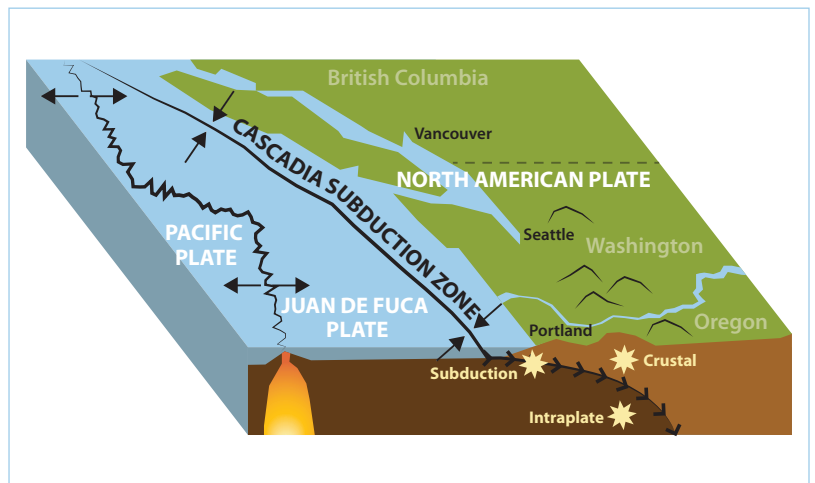 British Columbia
Vancouver
CASCADIA SUBDUCTION ZONE
NORTH AMERICAN PLATE
PACIFIC
PLATE
Seattle
Washington
JUAN DE FUCA
PLATE
Portland
Oregon
Subduction
Crustal
Intraplate